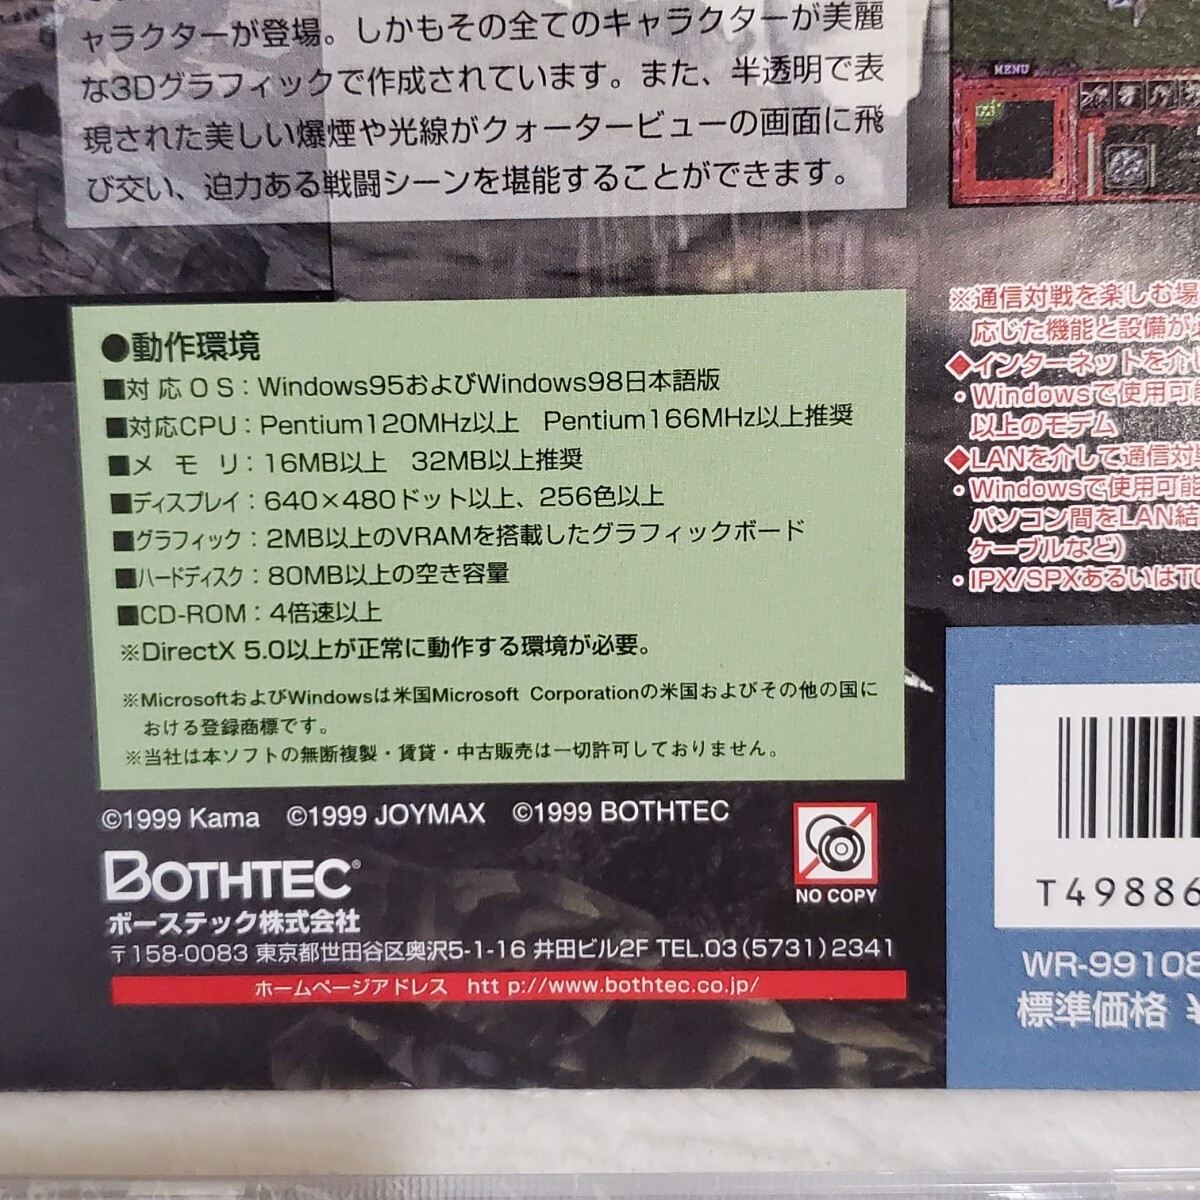 ャラクターが登場。しかもその全てのキャラクターが美麗
な3Dグラフィックで作成されています。また、半透明で表
現された美しい爆煙や光線がクォータービューの画面に飛
び交い、迫力ある戦闘シーンを堪能することができます。
MENU
●動作環境
■対応OS：Windows95およびWindows98日本語版
■対応CPU：Pentium120MHz以上 Pentium166MHz以上推奨
■メモリ：16MB以上 32MB以上推奨
■ディスプレイ：640×480ドット以上、256色以上
■グラフィック：2MB以上のVRAMを搭載したグラフィックボード
■ハードディスク：80MB以上の空き容量
■CD-ROM：4倍速以上
※DirectX 5.0以上が正常に動作する環境が必要。
※MicrosoftおよびWindowsは米国Microsoft Corporationの米国およびその他の国に
おける登録商標です。
※当社は本ソフトの無断複製・賃貸・中古販売は一切許可しておりません。
※通信対戦を楽しむ場
応じた機能と設備が
◆インターネットを介し
・Windowsで使用可能
以上のモデム
◆LANを介して通信対戦
・Windowsで使用可能
パソコン間をLAN結
ケーブルなど)
・IPX/SPXあるいはTC
©1999 Kama ©1999 JOYMAX ©1999 BOTHTEC
BOTHTEC®
ボーステック株式会社
NO COPY
〒158-0083 東京都世田谷区奥沢5-1-16 井田ビル2F TEL.03(5731)2341
ホームページアドレス htt p://www.bothtec.co.jp/
T49886
WR-99108
標準価格 ¥